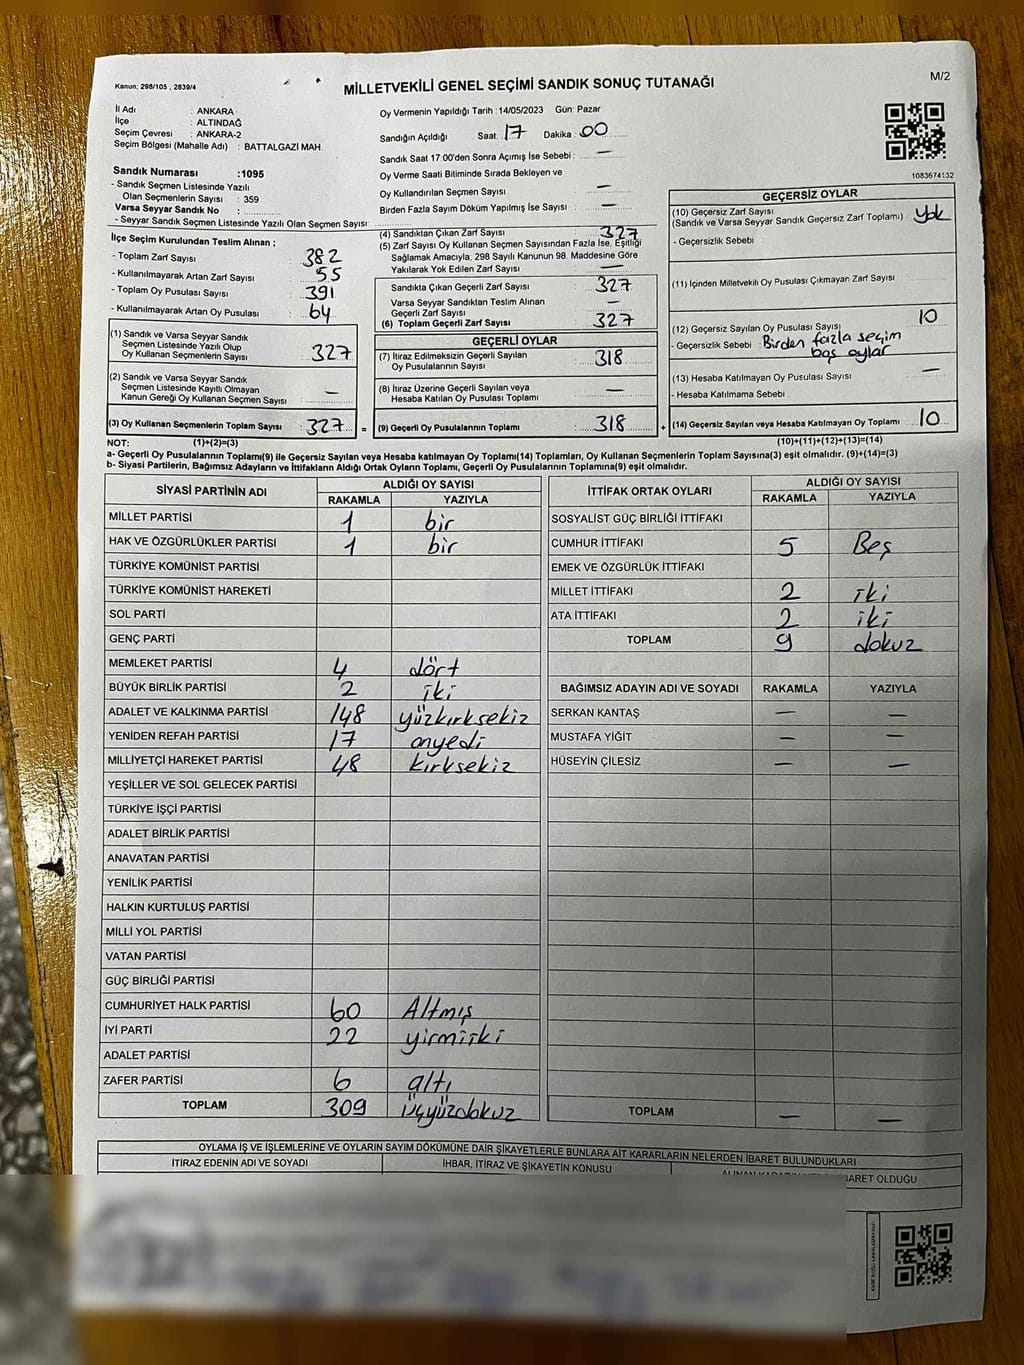 Kanun: 298/105 , 2839/4
MİLLETVEKİLİ GENEL SEÇİMİ SANDIK SONUÇ TUTANAĞI
M/2
İl Adı : ANKARA
İlçe : ALTINDAĞ
Seçim Çevresi : ANKARA-2
Seçim Bölgesi (Mahalle Adı) : BATTALGAZİ MAH.
Oy Vermenin Yapıldığı Tarih :14/05/2023 Gün: Pazar
Sandığın Açıldığı Saat: 17 Dakika: 00
Sandık Saat 17:00'den Sonra Açımış İse Sebebi : —
Oy Verme Saati Bitiminde Sırada Bekleyen ve
Oy Kullandırılan Seçmen Sayısı : —
Birden Fazla Sayım Döküm Yapılmış İse Sayısı : —
1083674132
Sandık Numarası :1095
- Sandık Seçmen Listesinde Yazılı
Olan Seçmenlerin Sayısı : 359
Varsa Seyyar Sandık No :
- Seyyar Sandık Seçmen Listesinde Yazılı Olan Seçmen Sayısı
İlçe Seçim Kurulundan Teslim Alınan ;
- Toplam Zarf Sayısı : 382
- Kullanılmayarak Artan Zarf Sayısı : 55
- Toplam Oy Pusulası Sayısı : 391
- Kullanılmayarak Artan Oy Pusulası : 64
(1) Sandık ve Varsa Seyyar Sandık
Seçmen Listesinde Yazılı Olup
Oy Kullanan Seçmenlerin Sayısı : 327
(2) Sandık ve Varsa Seyyar Sandık
Seçmen Listesinde Kayıtlı Olmayan
Kanun Gereği Oy Kullanan Seçmen Sayısı : —
(3) Oy Kullanan Seçmenlerin Toplam Sayısı : 327 =
(4) Sandıktan Çıkan Zarf Sayısı : 327
(5) Zarf Sayısı Oy Kullanan Seçmen Sayısından Fazla İse, Eşitliği
Sağlamak Amacıyla, 298 Sayılı Kanunun 98. Maddesine Göre
Yakılarak Yok Edilen Zarf Sayısı : —
Sandıkta Çıkan Geçerli Zarf Sayısı : 327
Varsa Seyyar Sandıktan Teslim Alınan
Geçerli Zarf Sayısı : —
(6) Toplam Geçerli Zarf Sayısı : 327
GEÇERLİ OYLAR
(7) İtiraz Edilmeksizin Geçerli Sayılan
Oy Pusulalarının Sayısı : 318
(8) İtiraz Üzerine Geçerli Sayılan veya
Hesaba Katılan Oy Pusulası Toplamı : —
(9) Geçerli Oy Pusulalarının Toplamı : 318 +
GEÇERSİZ OYLAR
(10) Geçersiz Zarf Sayısı
(Sandık ve Varsa Seyyar Sandık Geçersiz Zarf Toplamı) : yok
- Geçersizlik Sebebi :
(11) İçinden Milletvekili Oy Pusulası Çıkmayan Zarf Sayısı :
(12) Geçersiz Sayılan Oy Pusulası Sayısı : 10
- Geçersizlik Sebebi : Birden fazla seçim
boş oylar
(13) Hesaba Katılmayan Oy Pusulası Sayısı : —
- Hesaba Katılmama Sebebi :
(14) Geçersiz Sayılan veya Hesaba Katılmayan Oy Toplamı : 10
NOT: (1)+(2)=(3) (10)+(11)+(12)+(13)=(14)
a- Geçerli Oy Pusulalarının Toplamı(9) ile Geçersiz Sayılan veya Hesaba Katılmayan Oy Toplamı(14) Toplamları, Oy Kullanan Seçmenlerin Toplam Sayısına(3) eşit olmalıdır. (9)+(14)=(3)
b- Siyasi Partilerin, Bağımsız Adayların ve İttifakların Aldığı Ortak Oyların Toplamı, Geçerli Oy Pusulalarının Toplamına(9) eşit olmalıdır.
SİYASİ PARTİNİN ADI ALDIĞI OY SAYISI
RAKAMLA YAZIYLA
MİLLET PARTİSİ 1 bir
HAK VE ÖZGÜRLÜKLER PARTİSİ 1 bir
TÜRKİYE KOMÜNİST PARTİSİ
TÜRKİYE KOMÜNİST HAREKETİ
SOL PARTİ
GENÇ PARTİ
MEMLEKET PARTİSİ 4 dört
BÜYÜK BİRLİK PARTİSİ 2 iki
ADALET VE KALKINMA PARTİSİ 148 yüzkırksekiz
YENİDEN REFAH PARTİSİ 17 onyedi
MİLLİYETÇİ HAREKET PARTİSİ 48 kırksekiz
YEŞİLLER VE SOL GELECEK PARTİSİ
TÜRKİYE İŞÇİ PARTİSİ
ADALET BİRLİK PARTİSİ
ANAVATAN PARTİSİ
YENİLİK PARTİSİ
HALKIN KURTULUŞ PARTİSİ
MİLLİ YOL PARTİSİ
VATAN PARTİSİ
GÜÇ BİRLİĞİ PARTİSİ
CUMHURİYET HALK PARTİSİ 60 Altmış
İYİ PARTİ 22 yirmiiki
ADALET PARTİSİ
ZAFER PARTİSİ 6 altı
TOPLAM 309 üçyüzdokuz
İTTİFAK ORTAK OYLARI ALDIĞI OY SAYISI
RAKAMLA YAZIYLA
SOSYALİST GÜÇ BİRLİĞİ İTTİFAKI
CUMHUR İTTİFAKI 5 Beş
EMEK VE ÖZGÜRLÜK İTTİFAKI
MİLLET İTTİFAKI 2 iki
ATA İTTİFAKI 2 iki
TOPLAM 9 dokuz
BAĞIMSIZ ADAYIN ADI VE SOYADI RAKAMLA YAZIYLA
SERKAN KANTAŞ — —
MUSTAFA YİĞİT — —
HÜSEYİN ÇİLESİZ — —
TOPLAM — —
OYLAMA İŞ VE İŞLEMLERİNE VE OYLARIN SAYIM DÖKÜMÜNE DAİR ŞİKAYETLERLE BUNLARA AİT KARARLARIN NELERDEN İBARET BULUNDUKLARI
İTİRAZ EDENİN ADI VE SOYADI İHBAR, İTİRAZ VE ŞİKAYETİN KONUSU OLDUĞU